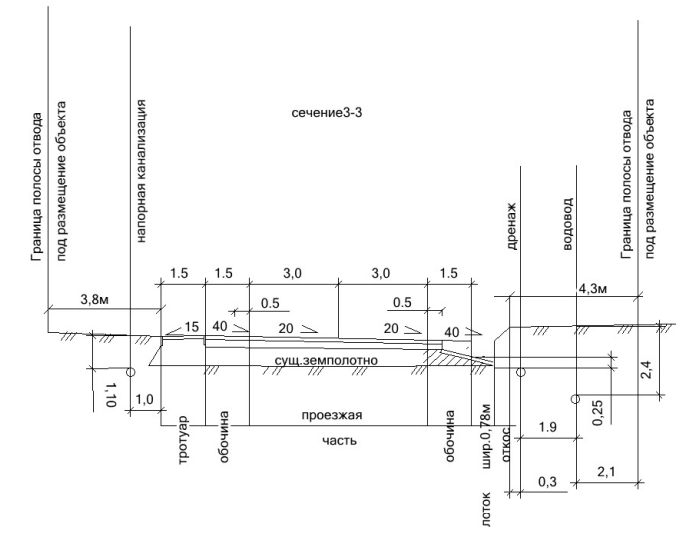 сечение3-3
Граница полосы отвода
под размещение объекта
напорная канализация
дренаж
водовод
Граница полосы отвода
под размещение объекта
1.5
1.5
3,0
3,0
1.5
3,8м
0.5
0.5
4,3м
15
40
20
20
40
сущ.земполотно
1,10
1,0
2,4
0,25
тротуар
обочина
проезжая
часть
обочина
лоток шир.0,78м
откос
1.9
0,3
2,1